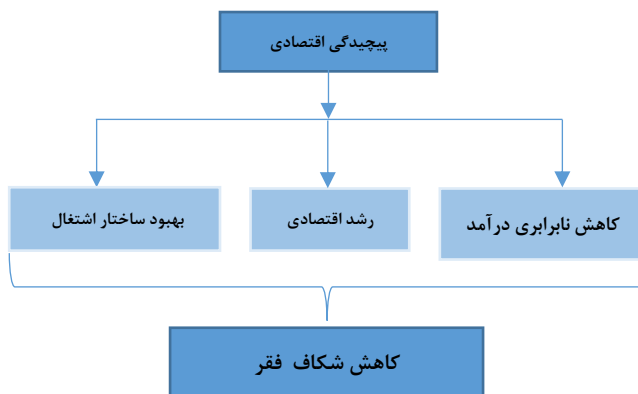 پیچیدگی اقتصادی
کاهش نابرابری درآمد
رشد اقتصادی
بهبود ساختار اشتغال
کاهش شکاف فقر